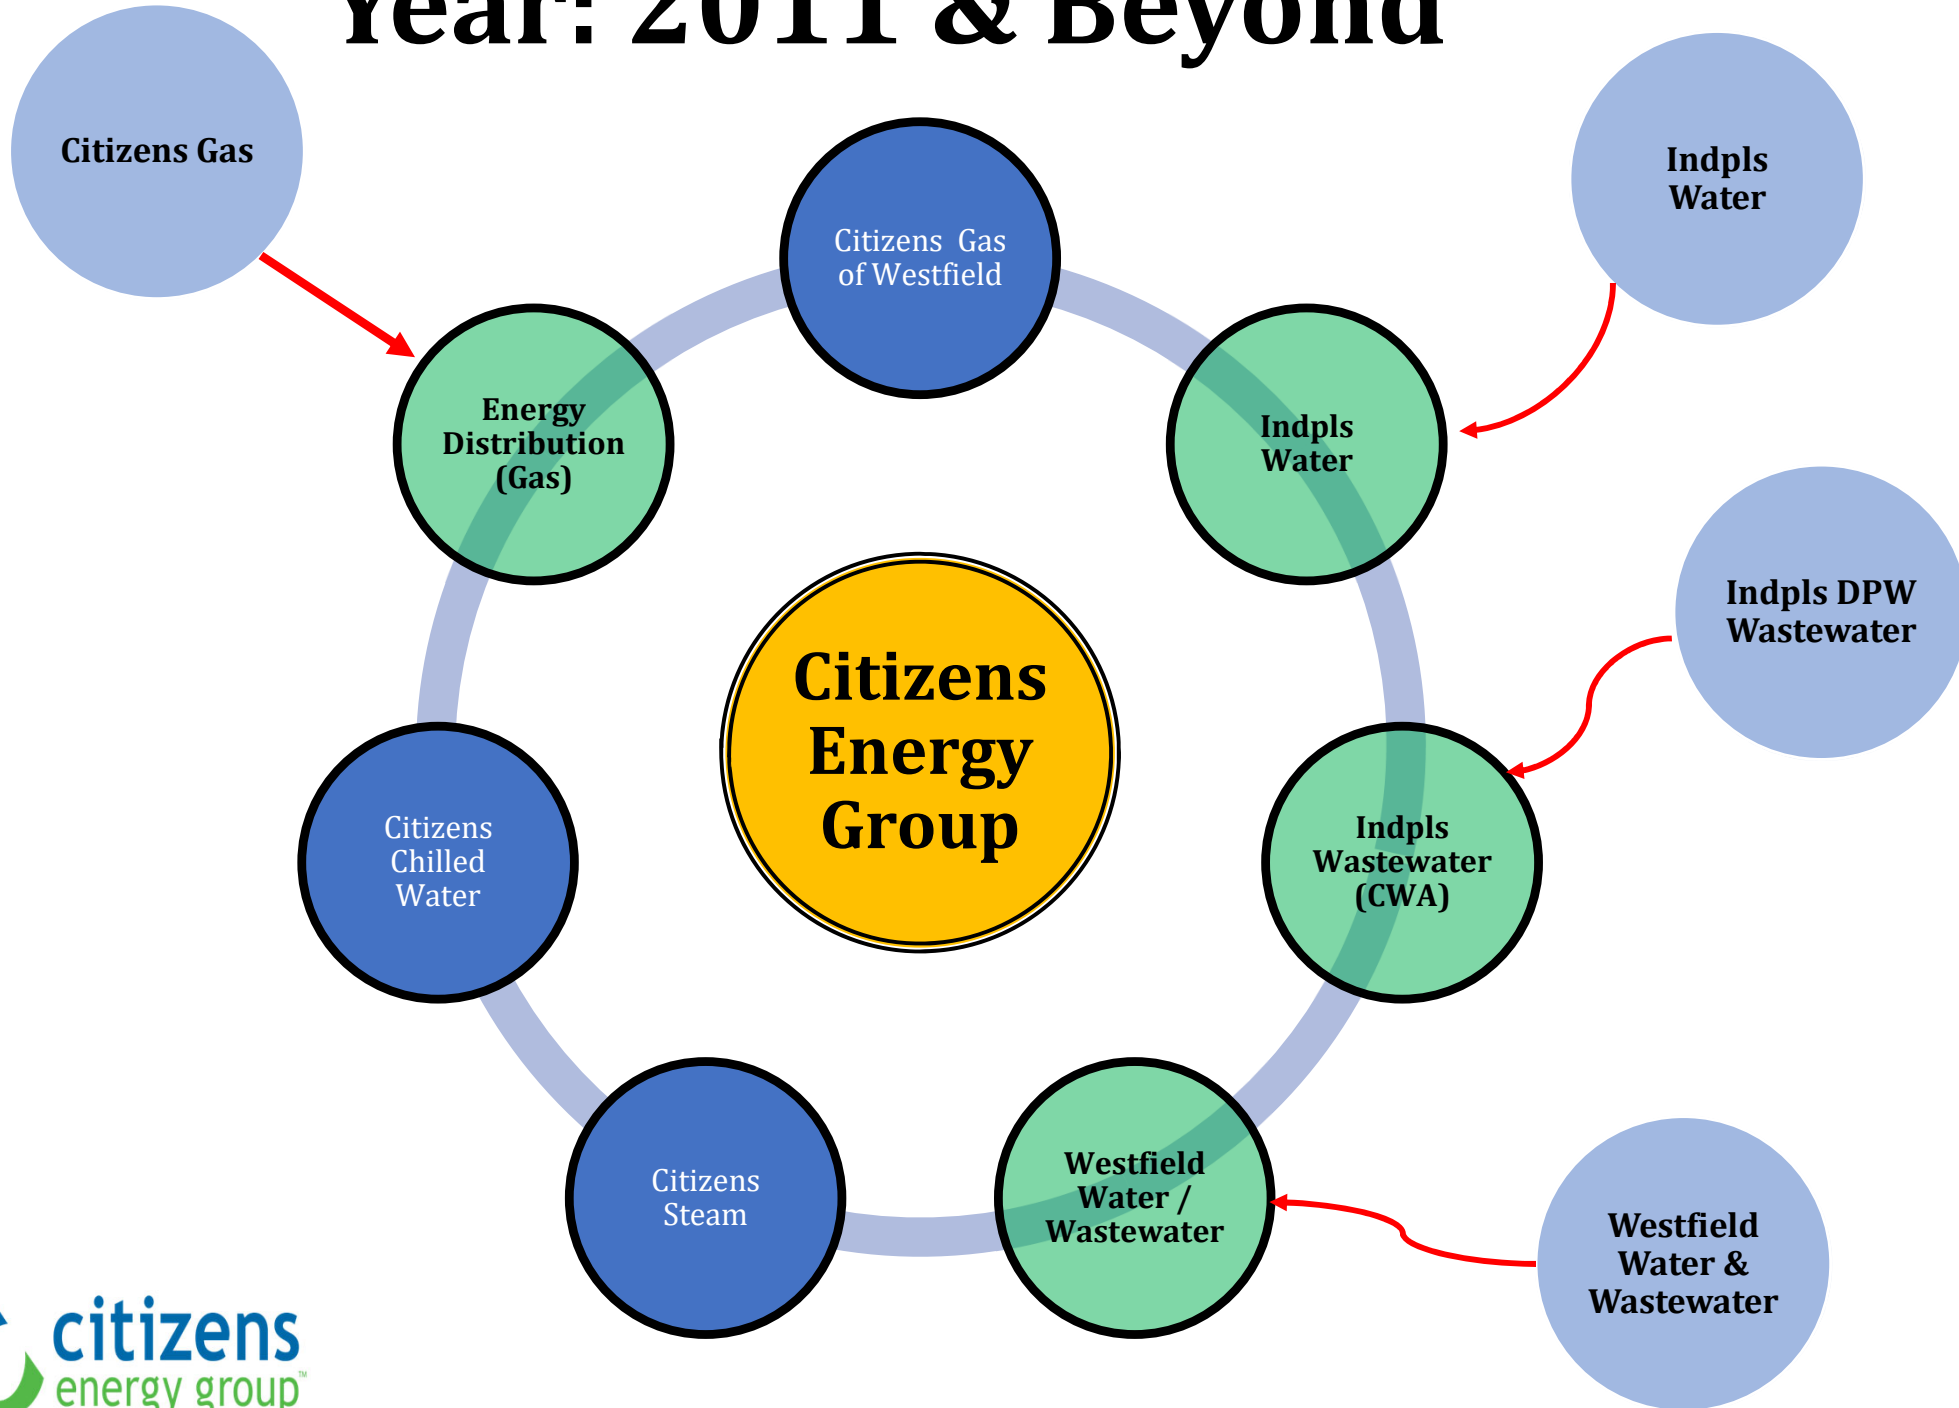 Year: 2011 & Beyond
Citizens Gas
Indpls
Water
Citizens Gas
of Westfield
Energy
Distribution
(Gas)
Indpls
Water
Indpls DPW
Wastewater
Citizens
Energy
Group
Citizens
Chilled
Water
Indpls
Wastewater
(CWA)
Westfield
Water /
Wastewater
Citizens
Steam
Westfield
Water &
Wastewater
citizens
energy group™